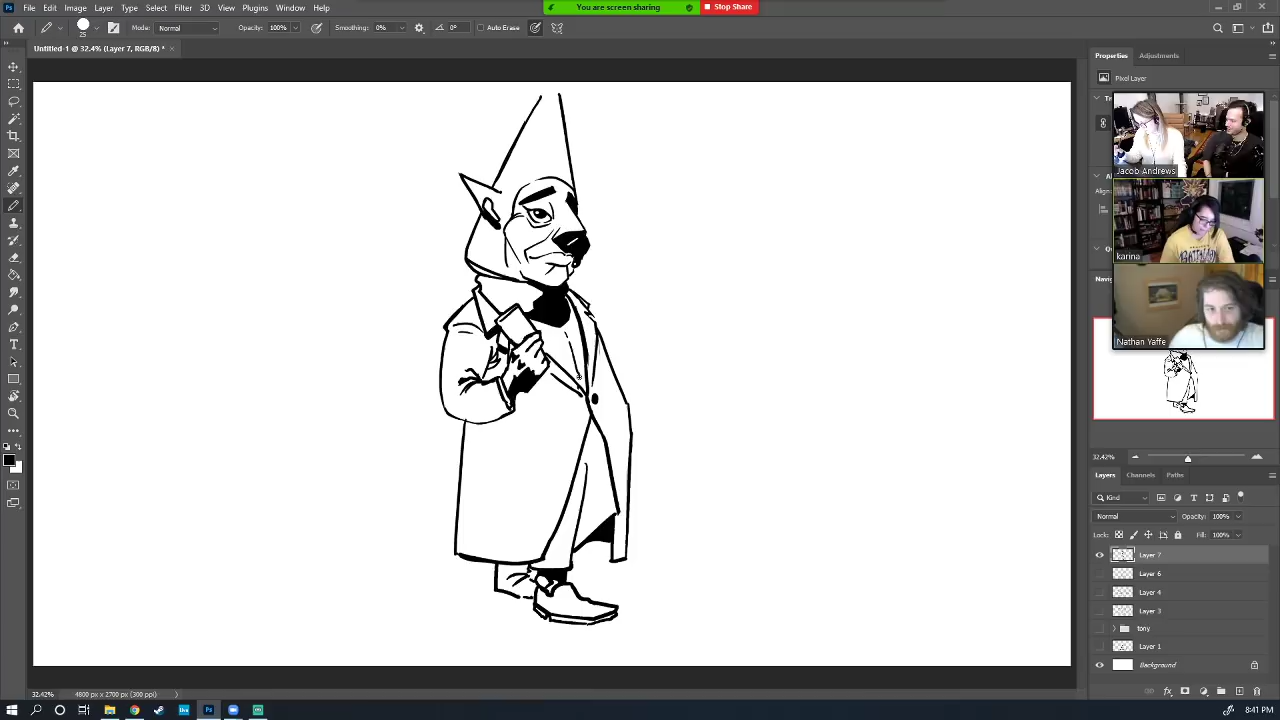 You are screen sharing
Stop Share
File Edit Image Layer Type Select Filter 3D View Plugins Window Help
25 Mode: Normal Opacity: 100% Smoothing: 0% 0° Auto Erase
Untitled-1 @ 32.4% (Layer 7, RGB/8) *
Properties Adjustments
Pixel Layer
Jacob Andrews
karina
Nathan Yaffe
32.42%
Layers Channels Paths
Kind
Normal Opacity: 100%
Lock: Fill: 100%
Layer 7
Layer 6
Layer 4
Layer 3
tony
Layer 1
Background
32.42% 4800 px x 2700 px (300 ppi)
8:41 PM